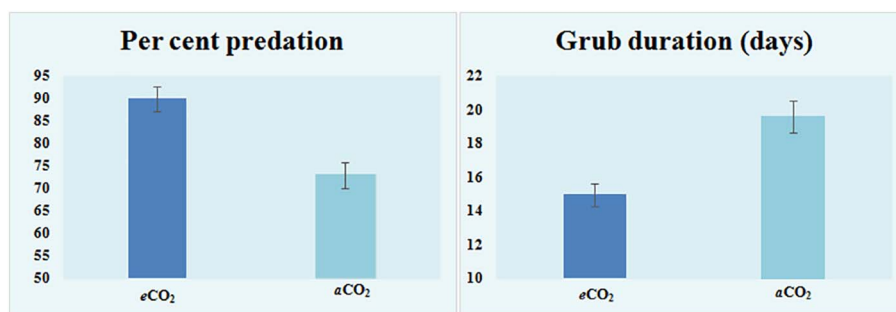 Per cent predation
95
90
85
80
75
70
65
60
55
50
eCO₂
aCO₂
Grub duration (days)
22
20
18
16
14
12
10
eCO₂
aCO₂